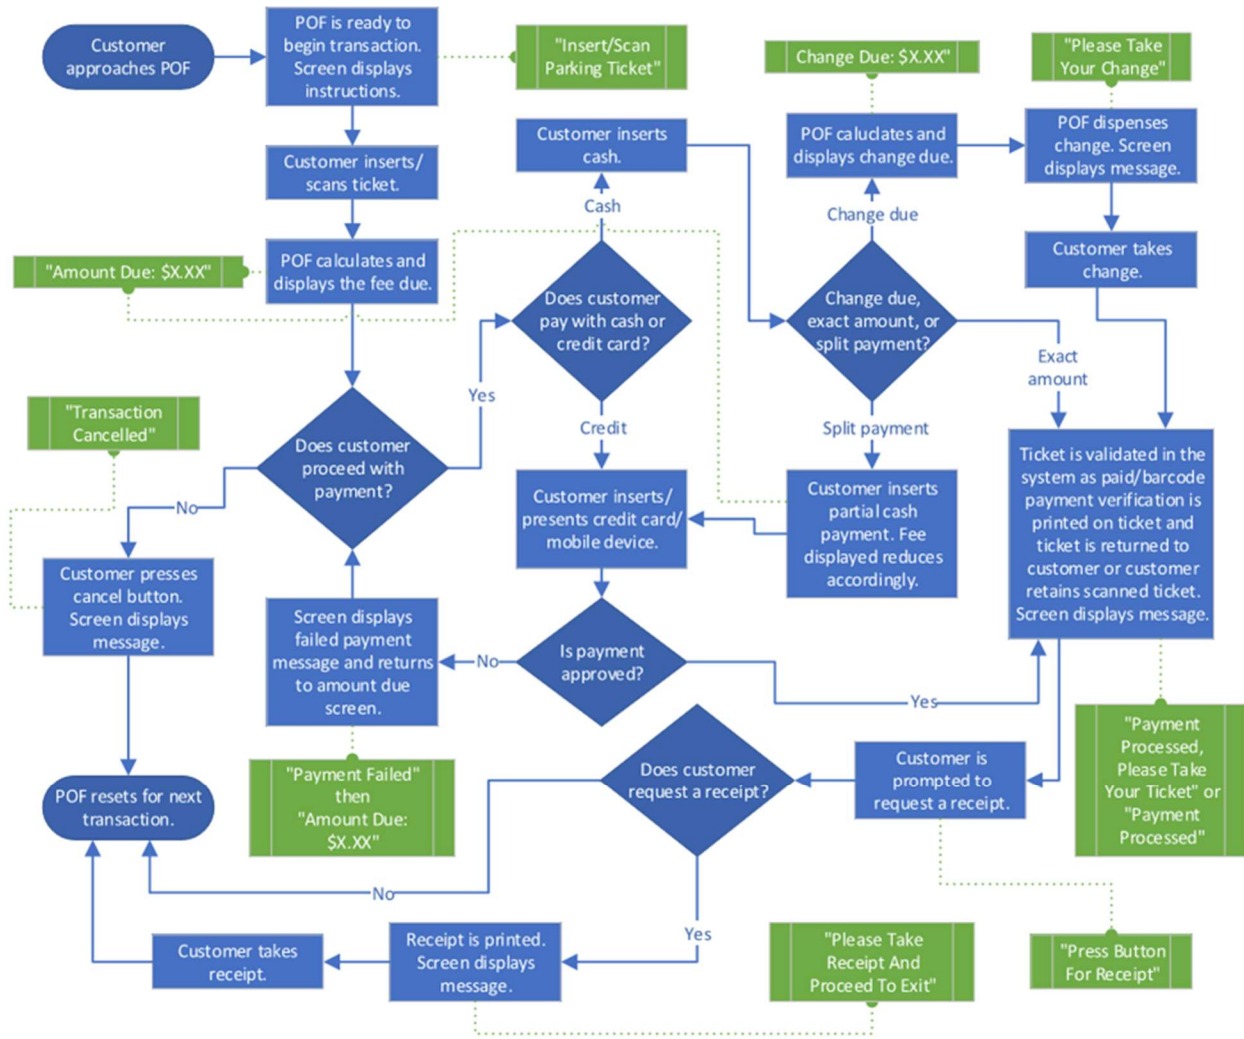 Customer
approaches POF
POF is ready to
begin transaction.
Screen displays
instructions.
"Insert/Scan
Parking Ticket"
Change Due: $X.XX"
"Please Take
Your Change"
Customer inserts
cash.
POF caluclates and
displays change due.
POF dispenses
change. Screen
displays message.
Customer inserts/
scans ticket.
Cash
Change due
Customer takes
change.
"Amount Due: $X.XX"
POF calculates and
displays the fee due.
Does customer
pay with cash or
credit card?
Change due,
exact amount, or
split payment?
Exact
amount
Yes
"Transaction
Cancelled"
Does customer
proceed with
payment?
Credit
Split payment
No
Customer inserts/
presents credit card/
mobile device.
Customer inserts
partial cash
payment. Fee
displayed reduces
accordingly.
Ticket is validated in the
system as paid/barcode
payment verification is
printed on ticket and
ticket is returned to
customer or customer
retains scanned ticket.
Screen displays message.
Customer presses
cancel button.
Screen displays
message.
Screen displays
failed payment
message and returns
to amount due
screen.
No
Is payment
approved?
Yes
"Payment Failed"
then
"Amount Due:
$X.XX"
Does customer
request a receipt?
Customer is
prompted to
request a receipt.
"Payment
Processed,
Please Take
Your Ticket" or
"Payment
Processed"
POF resets for next
transaction.
No
Yes
Customer takes
receipt.
Receipt is printed.
Screen displays
message.
"Please Take
Receipt And
Proceed To Exit"
"Press Button
For Receipt"